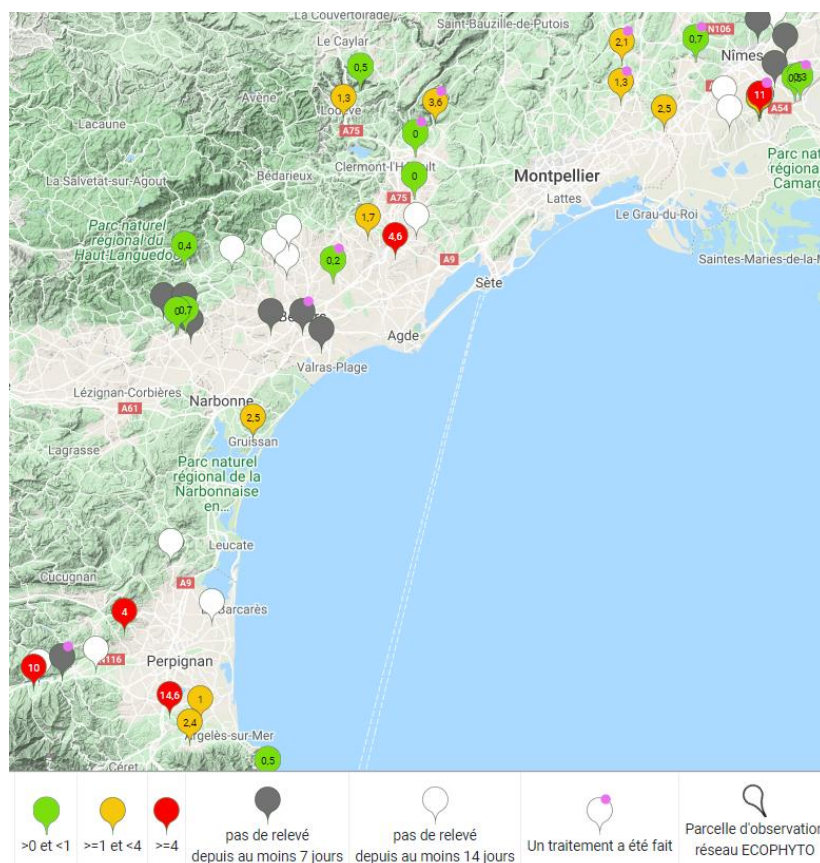 La Couvertoirade
Saint-Bauzille-de-Putois
N106
Le Caylar
2,1
0,7
Nîmes
0,5
Avène
1,3
3,6
1,3
11
Lodève
2,5
A54
Lacaune
A75
0
Clermont-l'Hérault
Montpellier
Parc nat
régional
Camarg
La Salvetat-sur-Agout
Bédarieux
0
A75
Lattes
Le Grau-du-Roi
1,7
Parc naturel
régional du
Haut-Languedoc
0,4
4,6
0,2
A9
Saintes-Maries-de-la-M
Sète
0,7
Agde
Valras-Plage
Lézignan-Corbières
A61
Narbonne
2,5
Gruissan
Lagrasse
Parc naturel
régional de la
Narbonnaise
en...
Leucate
Cucugnan
A9
4
Barcarès
10
N116
Perpignan
14,6
1
2,4
Argelès-sur-Mer
Céret
0,5
>0 et <1
>=1 et <4
>=4
pas de relevé
depuis au moins 7 jours
pas de relevé
depuis au moins 14 jours
Un traitement a été fait
Parcelle d'observation
réseau ECOPHYTO